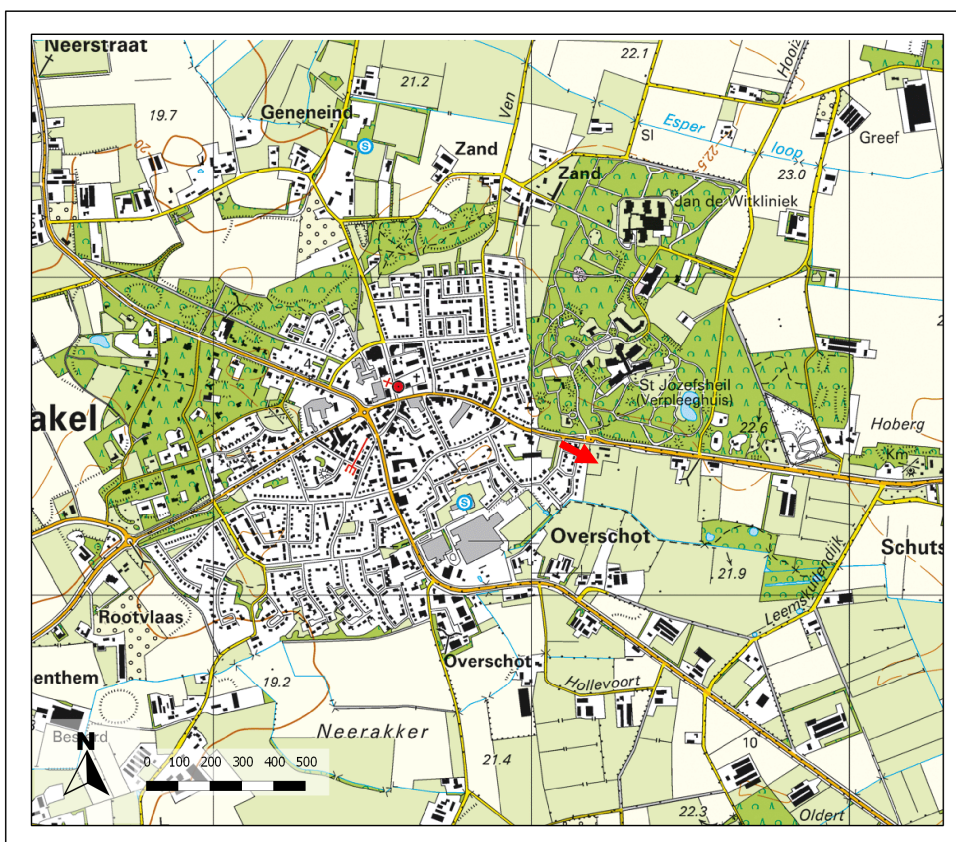 Neerstraat
21.2
22.1
Hooiz
19.7
Geneneind
Ven
Esper
Greef
20
S
Sl
Zand
22.5
loop
Zand
23.0
Jan de Witkliniek
St Jozefsheil
(Verpleeghuis)
akel
22.6
Hoberg
Km
S
Overschot
Schuts
21.9
Leemskuilendijk
Rootvlaas
Overschot
enthem
19.2
Hollevoort
Neerakker
N
10
21.4
0 100 200 300 400 500
22.3
Oldert